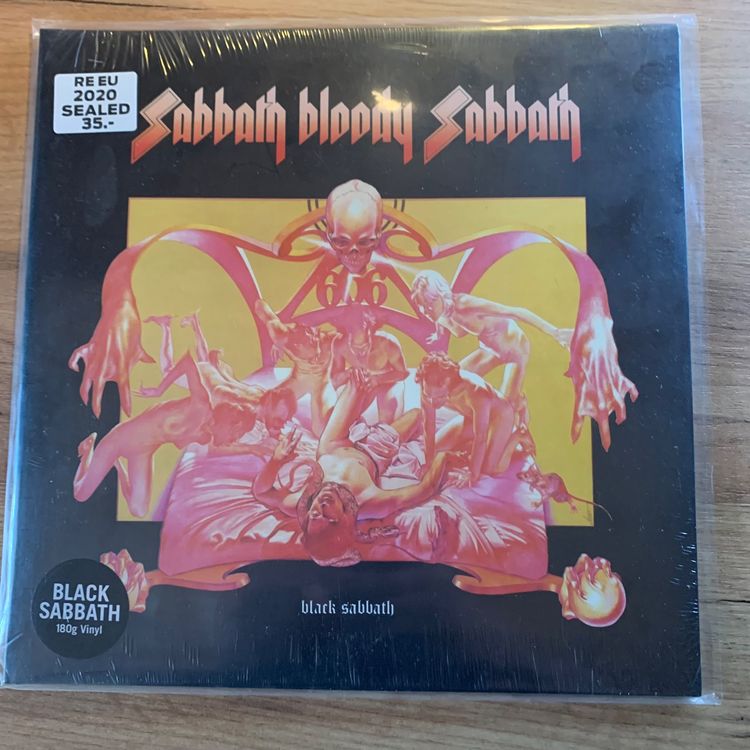 RE EU
2020
SEALED
35.-
Sabbath bloody Sabbath
666
BLACK
SABBATH
180g Vinyl
black sabbath